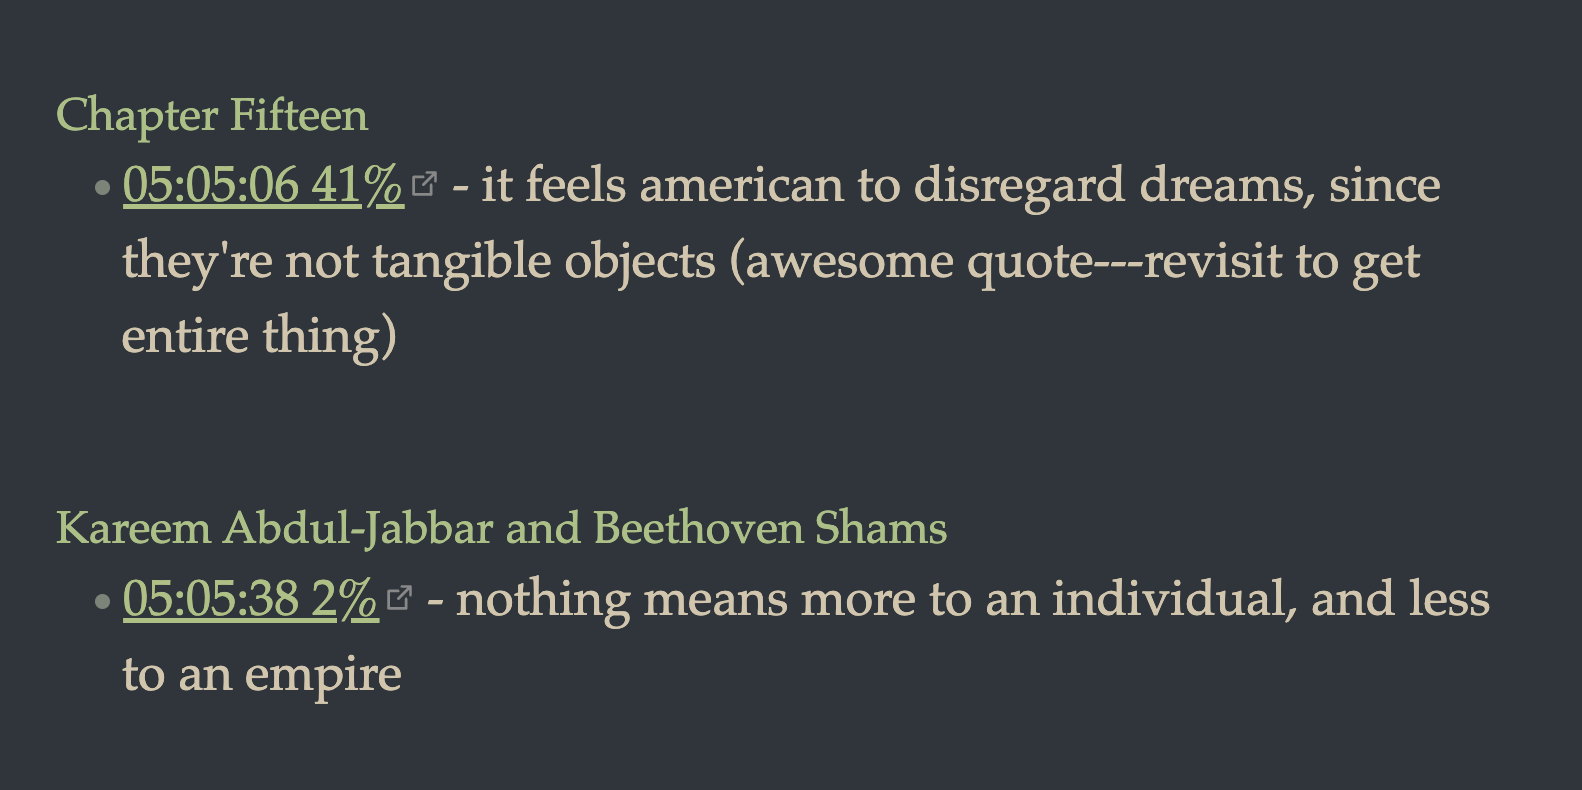 Chapter Fifteen
05:05:06 41% - it feels american to disregard dreams, since
they're not tangible objects (awesome quote---revisit to get
entire thing)
Kareem Abdul-Jabbar and Beethoven Shams
05:05:38 2% - nothing means more to an individual, and less
to an empire